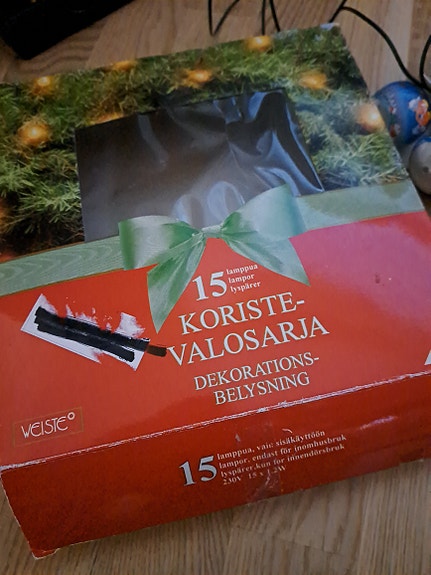 15 lamppua
lampor
lyspärer
KORISTE-
VALOSARJA
DEKORATIONS-
BELYSNING
WEISTE
15 lamppua, vain sisäkäyttöön
lampor, endast för inomhusbruk
lyspærer, kun for innendørsbruk
230V 15 x 1,2W